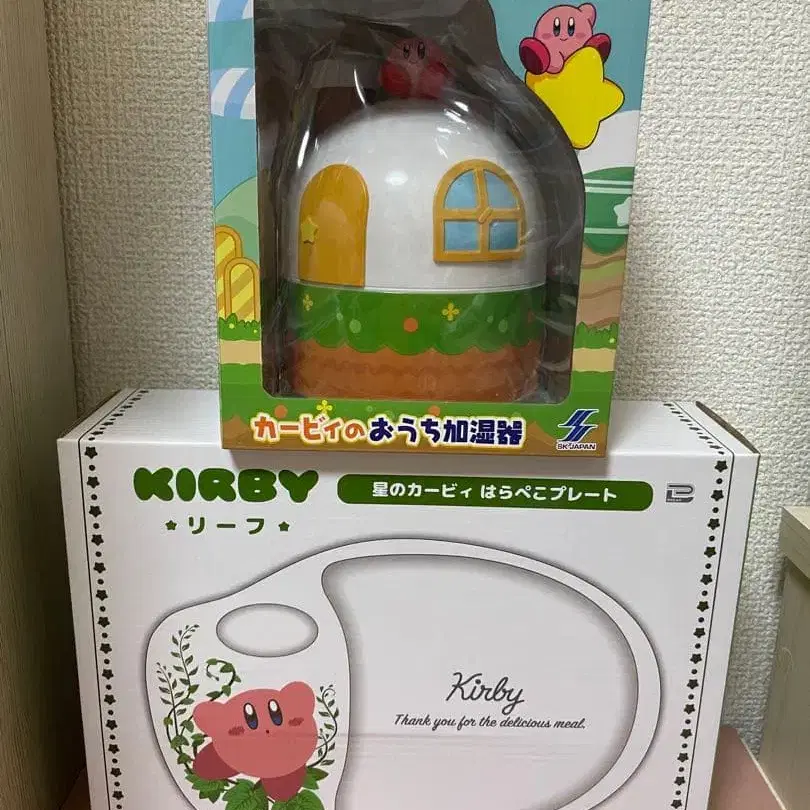 カービィのおうち加湿器
SK JAPAN
KIRBY
星のカービィ はらぺこプレート
★リーフ★
Kirby
Thank you for the delicious meal.